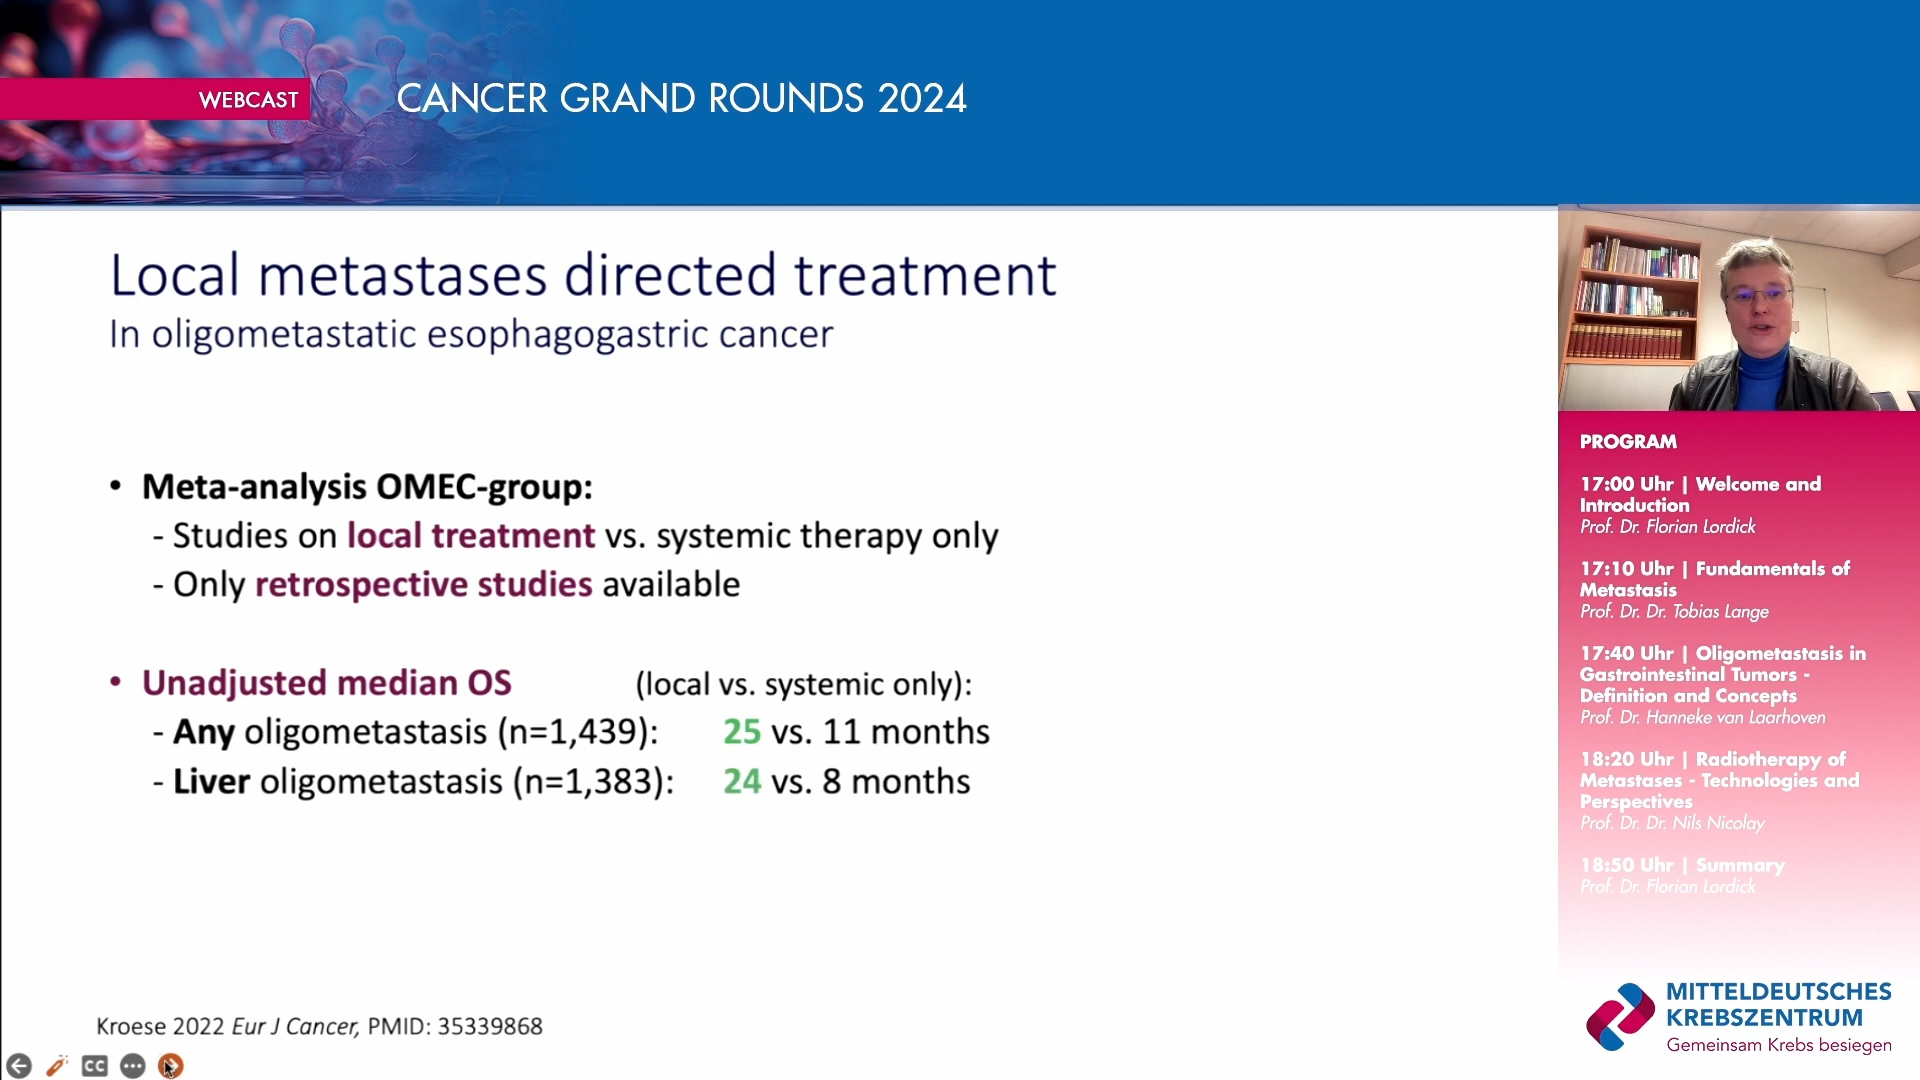 WEBCAST
CANCER GRAND ROUNDS 2024
Local metastases directed treatment
In oligometastatic esophagogastric cancer
• Meta-analysis OMEC-group:
- Studies on local treatment vs. systemic therapy only
- Only retrospective studies available
• Unadjusted median OS (local vs. systemic only):
- Any oligometastasis (n=1,439): 25 vs. 11 months
- Liver oligometastasis (n=1,383): 24 vs. 8 months
Kroese 2022 Eur J Cancer, PMID: 35339868
CC
PROGRAM
17:00 Uhr | Welcome and
Introduction
Prof. Dr. Florian Lordick
17:10 Uhr | Fundamentals of
Metastasis
Prof. Dr. Dr. Tobias Lange
17:40 Uhr | Oligometastasis in
Gastrointestinal Tumors -
Definition and Concepts
Prof. Dr. Hanneke van Laarhoven
18:20 Uhr | Radiotherapy of
Metastases - Technologies and
Perspectives
Prof. Dr. Dr. Nils Nicolay
18:50 Uhr | Summary
Prof. Dr. Florian Lordick
MITTELDEUTSCHES
KREBSZENTRUM
Gemeinsam Krebs besiegen